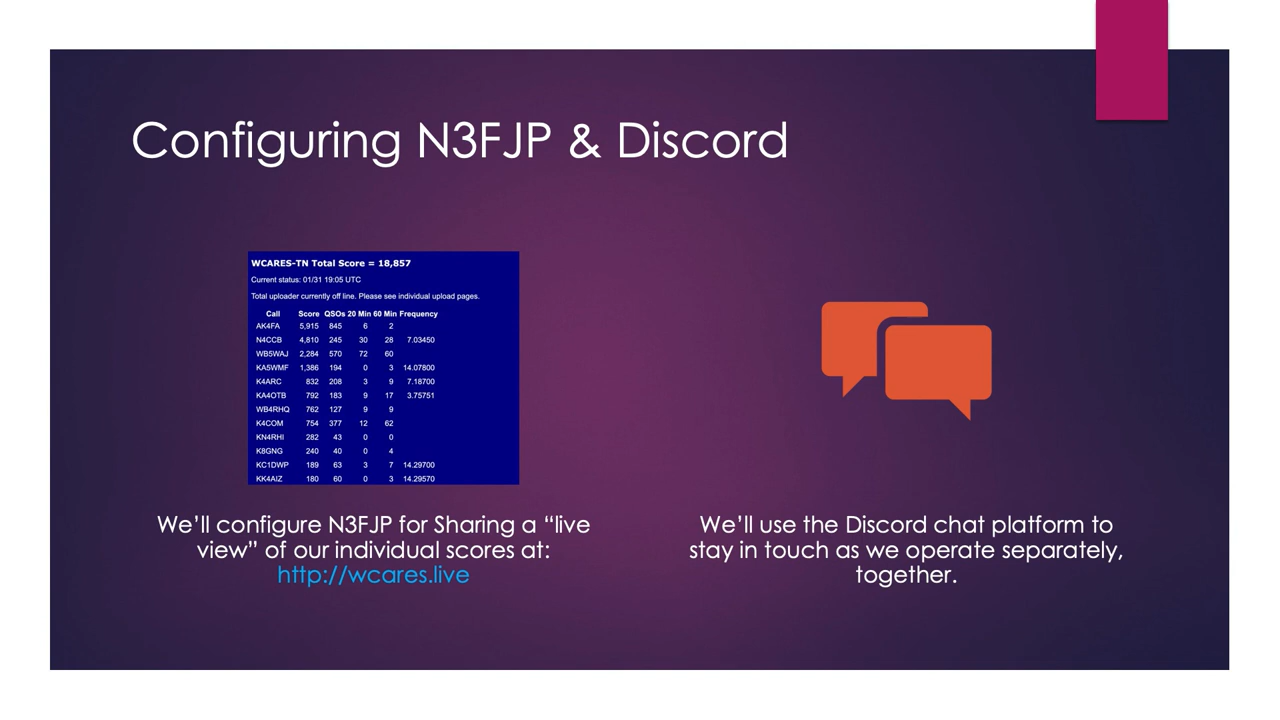 Configuring N3FJP & Discord
WCARES-TN Total Score = 18,857
Current status: 01/31 19:05 UTC
Total uploader currently off line. Please see individual upload pages.
Call Score QSOs 20 Min 60 Min Frequency
AK4FA 5,915 845 6 2
N4CCB 4,810 245 30 28 7.03450
WB5WAJ 2,284 570 72 60
KA5WMF 1,386 194 0 3 14.07800
K4ARC 832 208 3 9 7.18700
KA4OTB 792 183 9 17 3.75751
WB4RHQ 762 127 9 9
K4COM 754 377 12 62
KN4RHI 282 43 0 0
K8GNG 240 40 0 4
KC1DWP 189 63 3 7 14.29700
KK4AIZ 180 60 0 3 14.29570
We’ll configure N3FJP for Sharing a “live
view” of our individual scores at:
http://wcares.live
We’ll use the Discord chat platform to
stay in touch as we operate separately,
together.